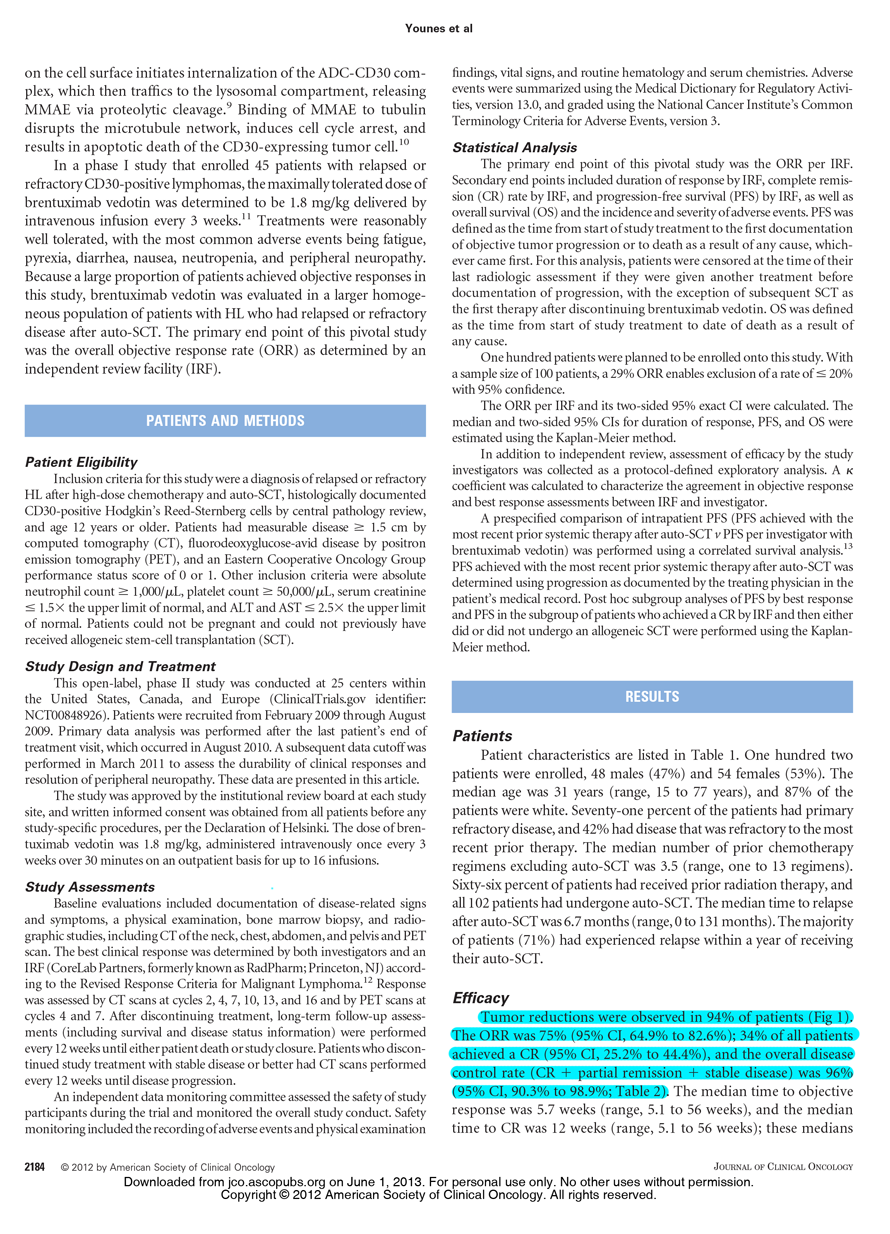 Younes et al
on the cell surface initiates internalization of the ADC-CD30 com-
plex, which then traffics to the lysosomal compartment, releasing
MMAE via proteolytic cleavage.9 Binding of MMAE to tubulin
disrupts the microtubule network, induces cell cycle arrest, and
results in apoptotic death of the CD30-expressing tumor cell.10
In a phase I study that enrolled 45 patients with relapsed or
refractory CD30-positive lymphomas, the maximally tolerated dose of
brentuximab vedotin was determined to be 1.8 mg/kg delivered by
intravenous infusion every 3 weeks.11 Treatments were reasonably
well tolerated, with the most common adverse events being fatigue,
pyrexia, diarrhea, nausea, neutropenia, and peripheral neuropathy.
Because a large proportion of patients achieved objective responses in
this study, brentuximab vedotin was evaluated in a larger homoge-
neous population of patients with HL who had relapsed or refractory
disease after auto-SCT. The primary end point of this pivotal study
was the overall objective response rate (ORR) as determined by an
independent review facility (IRF).
PATIENTS AND METHODS
Patient Eligibility
Inclusion criteria for this study were a diagnosis of relapsed or refractory
HL after high-dose chemotherapy and auto-SCT, histologically documented
CD30-positive Hodgkin's Reed-Sternberg cells by central pathology review,
and age 12 years or older. Patients had measurable disease ≥ 1.5 cm by
computed tomography (CT), fluorodeoxyglucose-avid disease by positron
emission tomography (PET), and an Eastern Cooperative Oncology Group
performance status score of 0 or 1. Other inclusion criteria were absolute
neutrophil count ≥ 1,000/μL, platelet count ≥ 50,000/μL, serum creatinine
≤ 1.5× the upper limit of normal, and ALT and AST ≤ 2.5× the upper limit
of normal. Patients could not be pregnant and could not previously have
received allogeneic stem-cell transplantation (SCT).
Study Design and Treatment
This open-label, phase II study was conducted at 25 centers within
the United States, Canada, and Europe (ClinicalTrials.gov identifier:
NCT00848926). Patients were recruited from February 2009 through August
2009. Primary data analysis was performed after the last patient's end of
treatment visit, which occurred in August 2010. A subsequent data cutoff was
performed in March 2011 to assess the durability of clinical responses and
resolution of peripheral neuropathy. These data are presented in this article.
The study was approved by the institutional review board at each study
site, and written informed consent was obtained from all patients before any
study-specific procedures, per the Declaration of Helsinki. The dose of bren-
tuximab vedotin was 1.8 mg/kg, administered intravenously once every 3
weeks over 30 minutes on an outpatient basis for up to 16 infusions.
Study Assessments
Baseline evaluations included documentation of disease-related signs
and symptoms, a physical examination, bone marrow biopsy, and radio-
graphic studies, including CT of the neck, chest, abdomen, and pelvis and PET
scan. The best clinical response was determined by both investigators and an
IRF (CoreLab Partners, formerly known as RadPharm; Princeton, NJ) accord-
ing to the Revised Response Criteria for Malignant Lymphoma.12 Response
was assessed by CT scans at cycles 2, 4, 7, 10, 13, and 16 and by PET scans at
cycles 4 and 7. After discontinuing treatment, long-term follow-up assess-
ments (including survival and disease status information) were performed
every 12 weeks until either patient death or study closure. Patients who discon-
tinued study treatment with stable disease or better had CT scans performed
every 12 weeks until disease progression.
An independent data monitoring committee assessed the safety of study
participants during the trial and monitored the overall study conduct. Safety
monitoring included the recording of adverse events and physical examination
findings, vital signs, and routine hematology and serum chemistries. Adverse
events were summarized using the Medical Dictionary for Regulatory Activi-
ties, version 13.0, and graded using the National Cancer Institute's Common
Terminology Criteria for Adverse Events, version 3.
Statistical Analysis
The primary end point of this pivotal study was the ORR per IRF.
Secondary end points included duration of response by IRF, complete remis-
sion (CR) rate by IRF, and progression-free survival (PFS) by IRF, as well as
overall survival (OS) and the incidence and severity of adverse events. PFS was
defined as the time from start of study treatment to the first documentation
of objective tumor progression or to death as a result of any cause, which-
ever came first. For this analysis, patients were censored at the time of their
last radiologic assessment if they were given another treatment before
documentation of progression, with the exception of subsequent SCT as
the first therapy after discontinuing brentuximab vedotin. OS was defined
as the time from start of study treatment to date of death as a result of
any cause.
One hundred patients were planned to be enrolled onto this study. With
a sample size of 100 patients, a 29% ORR enables exclusion of a rate of ≤ 20%
with 95% confidence.
The ORR per IRF and its two-sided 95% exact CI were calculated. The
median and two-sided 95% CIs for duration of response, PFS, and OS were
estimated using the Kaplan-Meier method.
In addition to independent review, assessment of efficacy by the study
investigators was collected as a protocol-defined exploratory analysis. A κ
coefficient was calculated to characterize the agreement in objective response
and best response assessments between IRF and investigator.
A prespecified comparison of intrapatient PFS (PFS achieved with the
most recent prior systemic therapy after auto-SCT v PFS per investigator with
brentuximab vedotin) was performed using a correlated survival analysis.13
PFS achieved with the most recent prior systemic therapy after auto-SCT was
determined using progression as documented by the treating physician in the
patient's medical record. Post hoc subgroup analyses of PFS by best response
and PFS in the subgroup of patients who achieved a CR by IRF and then either
did or did not undergo an allogeneic SCT were performed using the Kaplan-
Meier method.
RESULTS
Patients
Patient characteristics are listed in Table 1. One hundred two
patients were enrolled, 48 males (47%) and 54 females (53%). The
median age was 31 years (range, 15 to 77 years), and 87% of the
patients were white. Seventy-one percent of the patients had primary
refractory disease, and 42% had disease that was refractory to the most
recent prior therapy. The median number of prior chemotherapy
regimens excluding auto-SCT was 3.5 (range, one to 13 regimens).
Sixty-six percent of patients had received prior radiation therapy, and
all 102 patients had undergone auto-SCT. The median time to relapse
after auto-SCT was 6.7 months (range, 0 to 131 months). The majority
of patients (71%) had experienced relapse within a year of receiving
their auto-SCT.
Efficacy
Tumor reductions were observed in 94% of patients (Fig 1).
The ORR was 75% (95% CI, 64.9% to 82.6%); 34% of all patients
achieved a CR (95% CI, 25.2% to 44.4%), and the overall disease
control rate (CR + partial remission + stable disease) was 96%
(95% CI, 90.3% to 98.9%; Table 2). The median time to objective
response was 5.7 weeks (range, 5.1 to 56 weeks), and the median
time to CR was 12 weeks (range, 5.1 to 56 weeks); these medians
2184 © 2012 by American Society of Clinical Oncology
JOURNAL OF CLINICAL ONCOLOGY
Downloaded from jco.ascopubs.org on June 1, 2013. For personal use only. No other uses without permission.
Copyright © 2012 American Society of Clinical Oncology. All rights reserved.